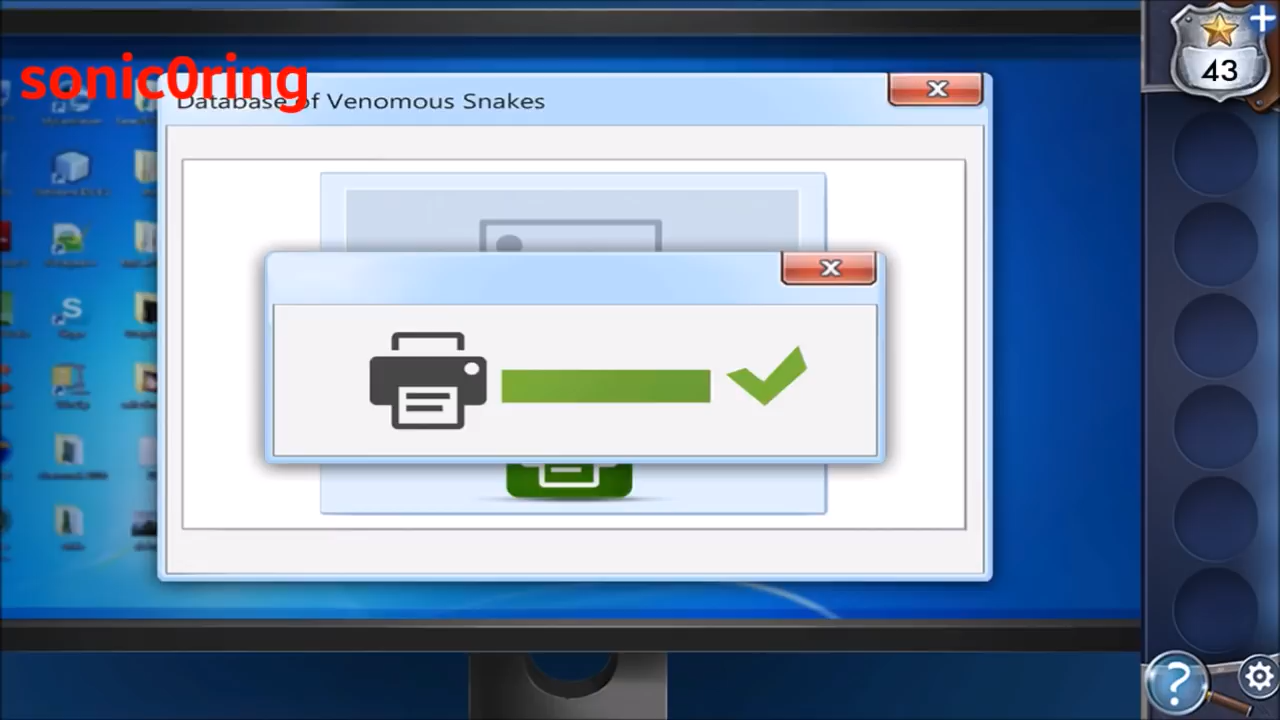 sonic0ring
Database of Venomous Snakes
43
?